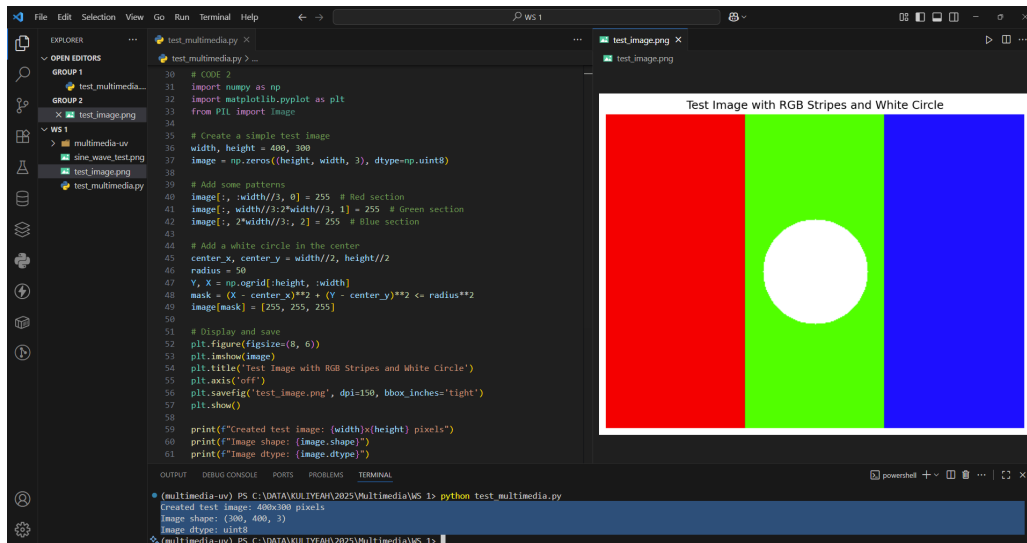 File Edit Selection View Go Run Terminal Help
WS 1
EXPLORER
OPEN EDITORS
GROUP 1
test_multimedia....
GROUP 2
test_image.png
WS 1
multimedia-uv
sine_wave_test.png
test_image.png
test_multimedia.py
test_multimedia.py
test_multimedia.py > ...
30 # CODE 2
31 import numpy as np
32 import matplotlib.pyplot as plt
33 from PIL import Image
34
35 # Create a simple test image
36 width, height = 400, 300
37 image = np.zeros((height, width, 3), dtype=np.uint8)
38
39 # Add some patterns
40 image[:, :width//3, 0] = 255  # Red section
41 image[:, width//3:2*width//3, 1] = 255  # Green section
42 image[:, 2*width//3:, 2] = 255  # Blue section
43
44 # Add a white circle in the center
45 center_x, center_y = width//2, height//2
46 radius = 50
47 Y, X = np.ogrid[:height, :width]
48 mask = (X - center_x)**2 + (Y - center_y)**2 <= radius**2
49 image[mask] = [255, 255, 255]
50
51 # Display and save
52 plt.figure(figsize=(8, 6))
53 plt.imshow(image)
54 plt.title('Test Image with RGB Stripes and White Circle')
55 plt.axis('off')
56 plt.savefig('test_image.png', dpi=150, bbox_inches='tight')
57 plt.show()
58
59 print(f"Created test image: {width}x{height} pixels")
60 print(f"Image shape: {image.shape}")
61 print(f"Image dtype: {image.dtype}")
test_image.png
test_image.png
Test Image with RGB Stripes and White Circle
OUTPUT DEBUG CONSOLE PORTS PROBLEMS TERMINAL
powershell
(multimedia-uv) PS C:\DATA\KULIYEAH\2025\Multimedia\WS 1> python test_multimedia.py
Created test image: 400x300 pixels
Image shape: (300, 400, 3)
Image dtype: uint8
(multimedia-uv) PS C:\DATA\KULIYEAH\2025\Multimedia\WS 1>